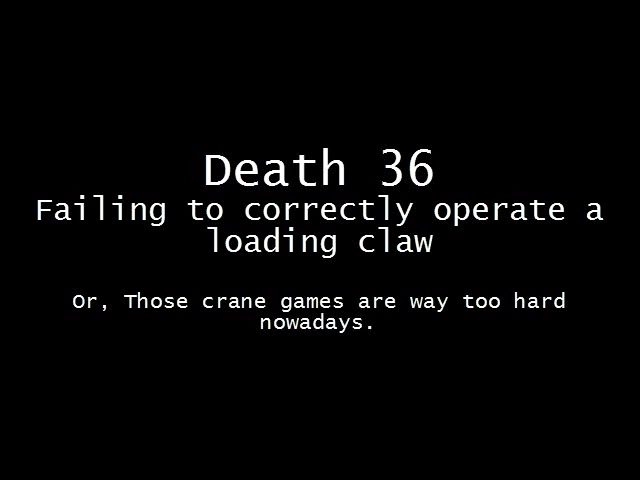 Death 36
Failing to correctly operate a
loading claw
Or, Those crane games are way too hard
nowadays.